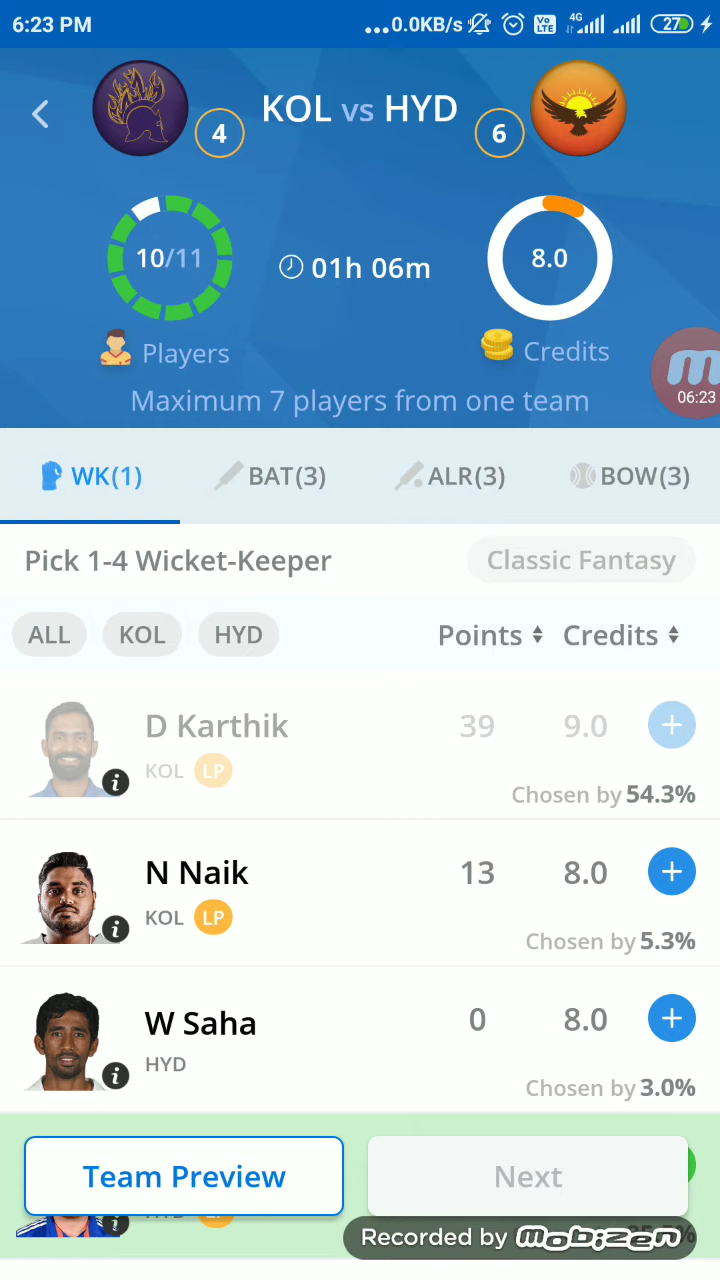 6:23 PM ...0.0KB/s Vo LTE 4G 27
4 KOL vs HYD 6
10/11 01h 06m 8.0
Players Credits
m
06:23
Maximum 7 players from one team
WK(1) BAT(3) ALR(3) BOW(3)
Pick 1-4 Wicket-Keeper Classic Fantasy
ALL KOL HYD Points Credits
D Karthik 39 9.0 +
i KOL LP
Chosen by 54.3%
N Naik 13 8.0 +
i KOL LP
Chosen by 5.3%
W Saha 0 8.0 +
i HYD
Chosen by 3.0%
Team Preview Next
i
Recorded by mobizen